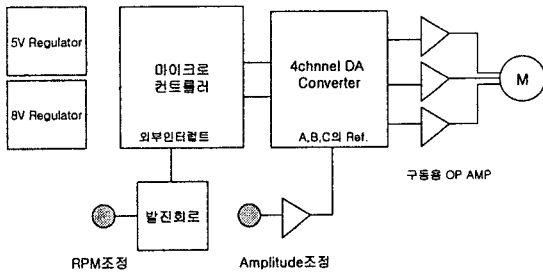 5V Regulator
8V Regulator
마이크로
컨트롤러
외부인터럽트
4chnnel DA
Converter
A,B,C의 Ref.
M
구동용 OP AMP
발진회로
RPM조정
Amplitude조정